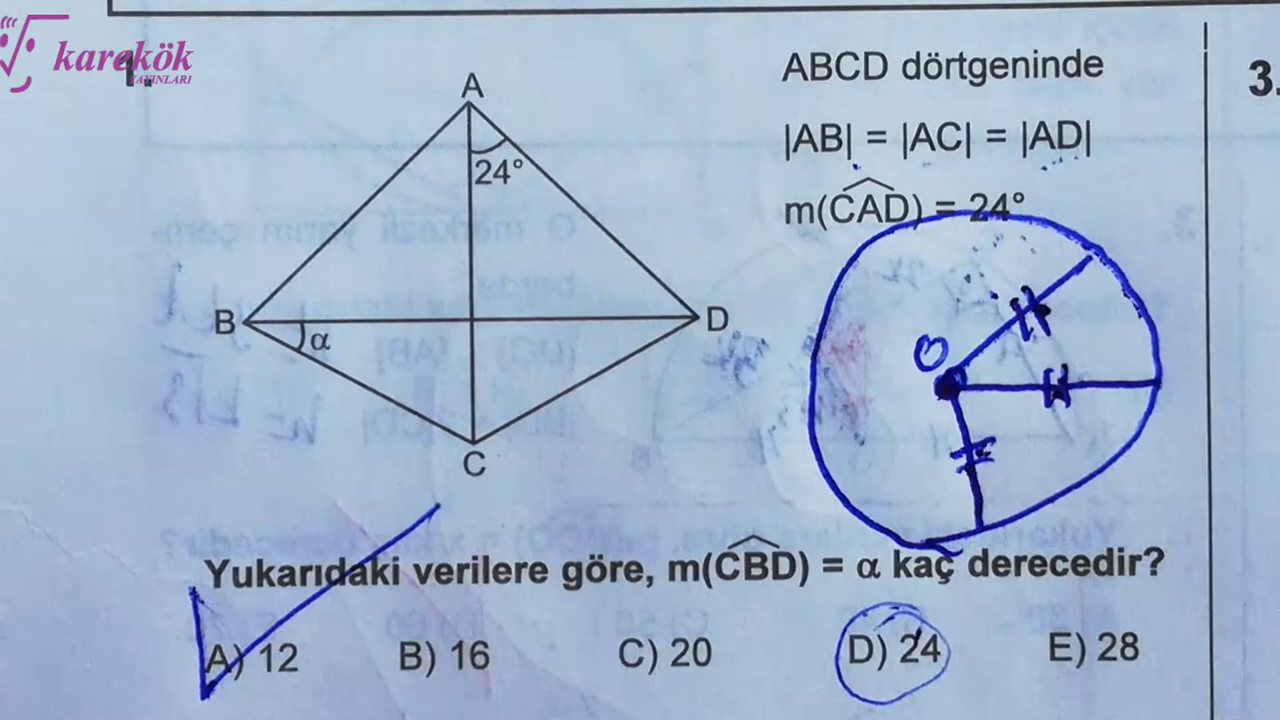 karekök
YAYINLARI
1.
A
24°
B
α
D
C
ABCD dörtgeninde
|AB| = |AC| = |AD|
m(CAD) = 24°
O
Yukarıdaki verilere göre, m(CBD) = α kaç derecedir?
A) 12 B) 16 C) 20 D) 24 E) 28
3.